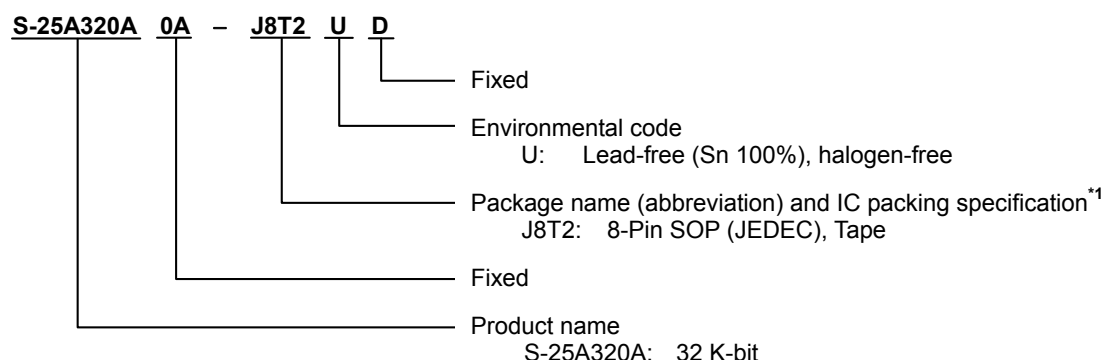 S-25A320A 0A – J8T2 U D
Fixed
Environmental code
U: Lead-free (Sn 100%), halogen-free
Package name (abbreviation) and IC packing specification*1
J8T2: 8-Pin SOP (JEDEC), Tape
Fixed
Product name
S-25A320A: 32 K-bit